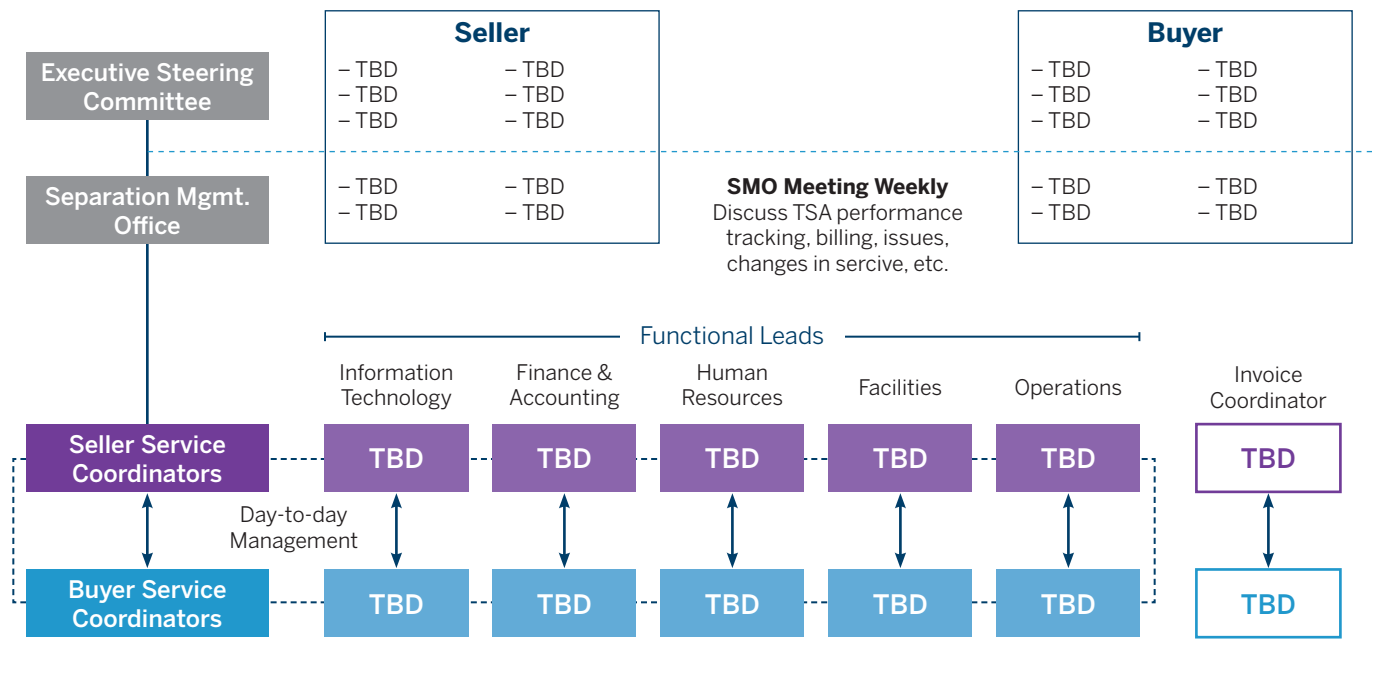 Seller
Buyer
Executive Steering
Committee
– TBD – TBD
– TBD – TBD
– TBD – TBD
– TBD – TBD
– TBD – TBD
– TBD – TBD
Separation Mgmt.
Office
– TBD – TBD
– TBD – TBD
SMO Meeting Weekly
Discuss TSA performance
tracking, billing, issues,
changes in sercive, etc.
– TBD – TBD
– TBD – TBD
Functional Leads
Information
Technology
Finance &
Accounting
Human
Resources
Facilities
Operations
Invoice
Coordinator
Seller Service
Coordinators
TBD
TBD
TBD
TBD
TBD
TBD
Day-to-day
Management
Buyer Service
Coordinators
TBD
TBD
TBD
TBD
TBD
TBD